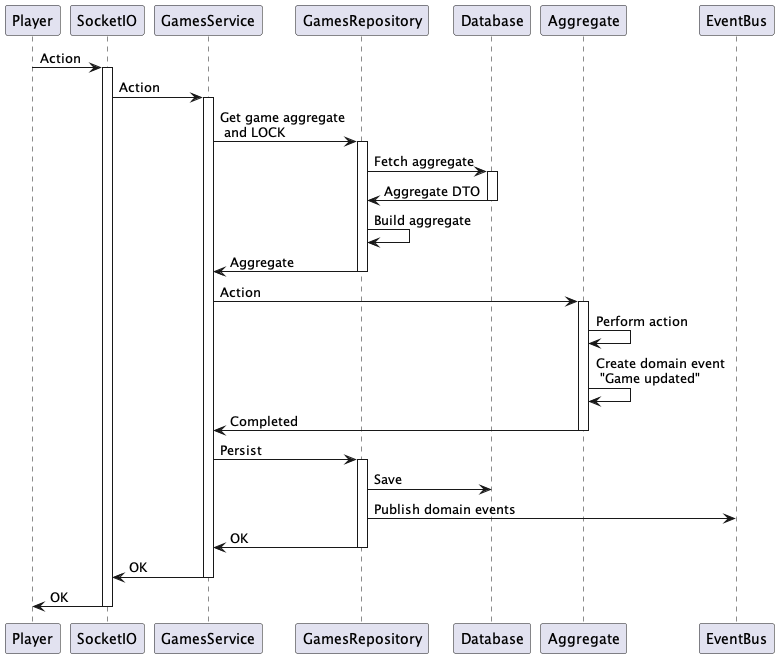 Player SocketIO GamesService GamesRepository Database Aggregate EventBus
Action
Action
Get game aggregate
and LOCK
Fetch aggregate
Aggregate DTO
Build aggregate
Aggregate
Action
Perform action
Create domain event
"Game updated"
Completed
Persist
Save
Publish domain events
OK
OK
OK
Player SocketIO GamesService GamesRepository Database Aggregate EventBus